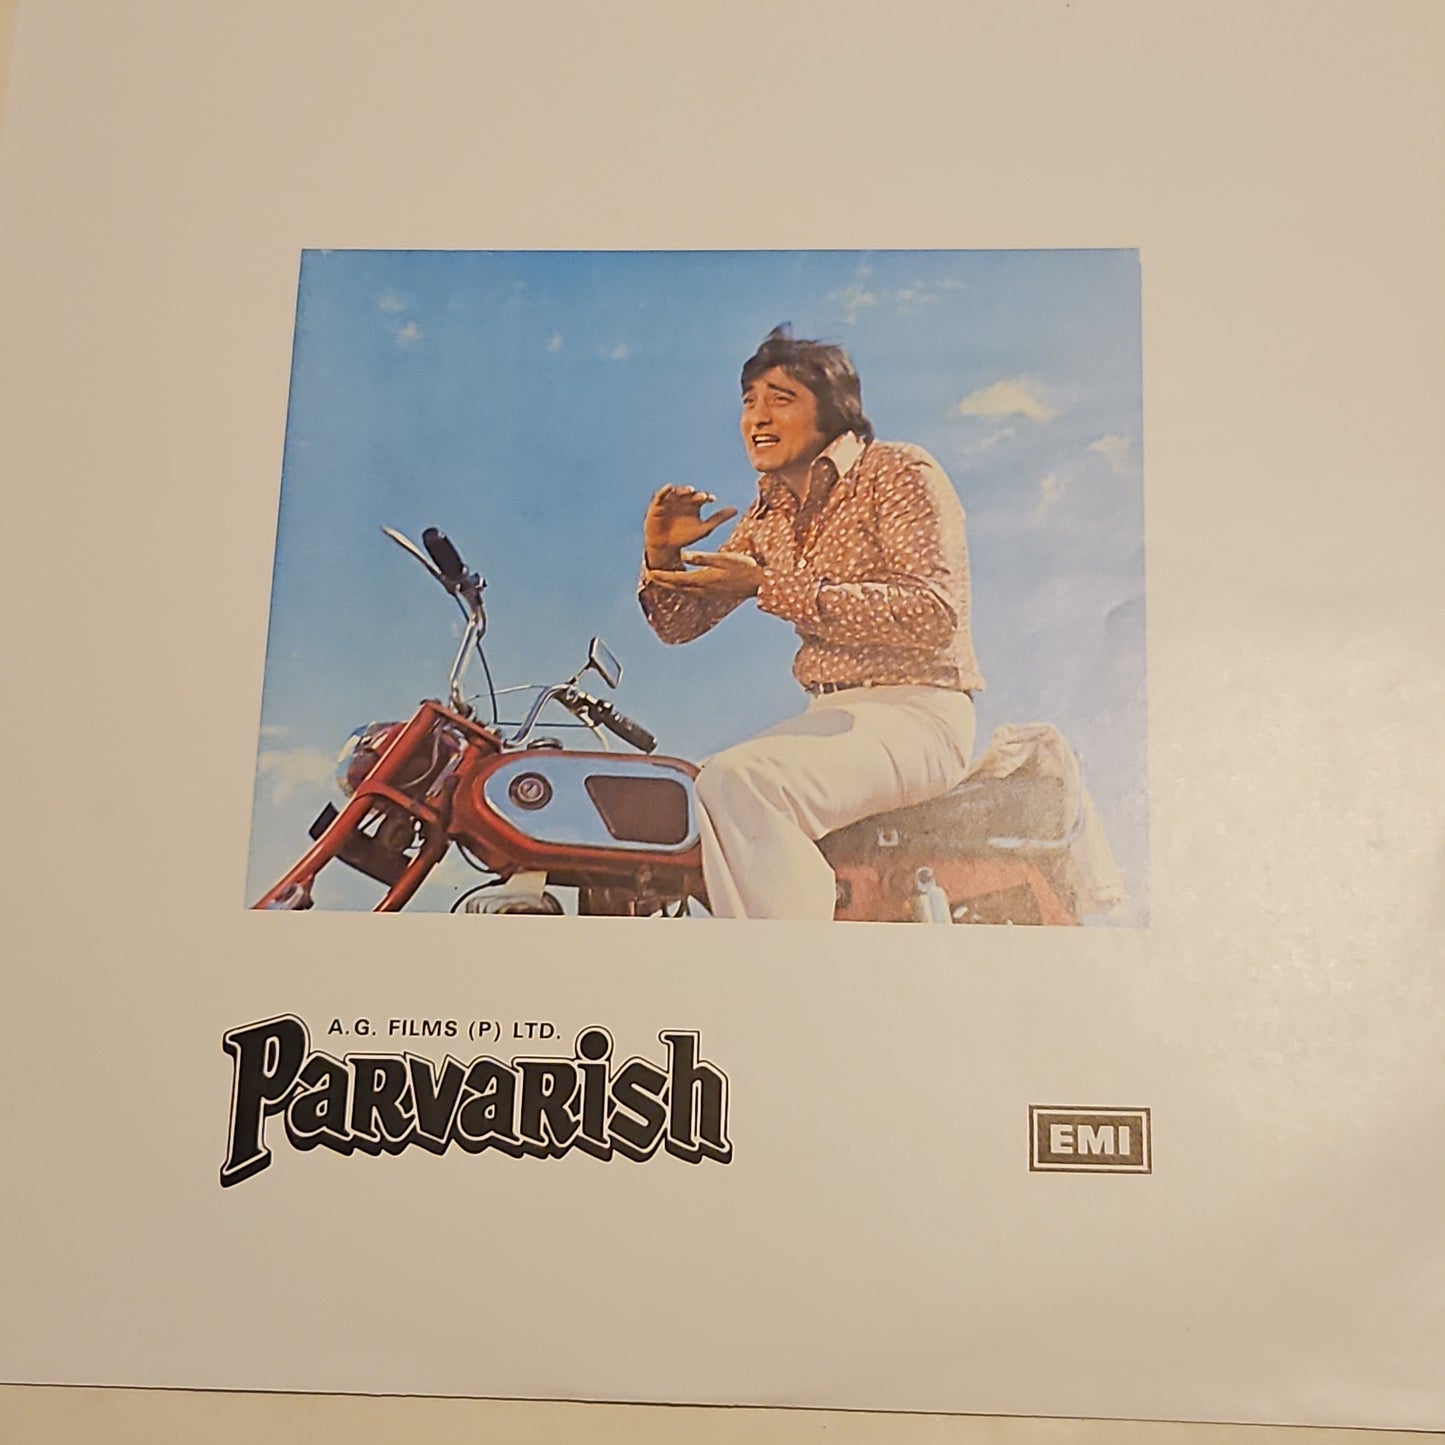 A.G. FILMS (P) LTD.
PARVARish
EMI